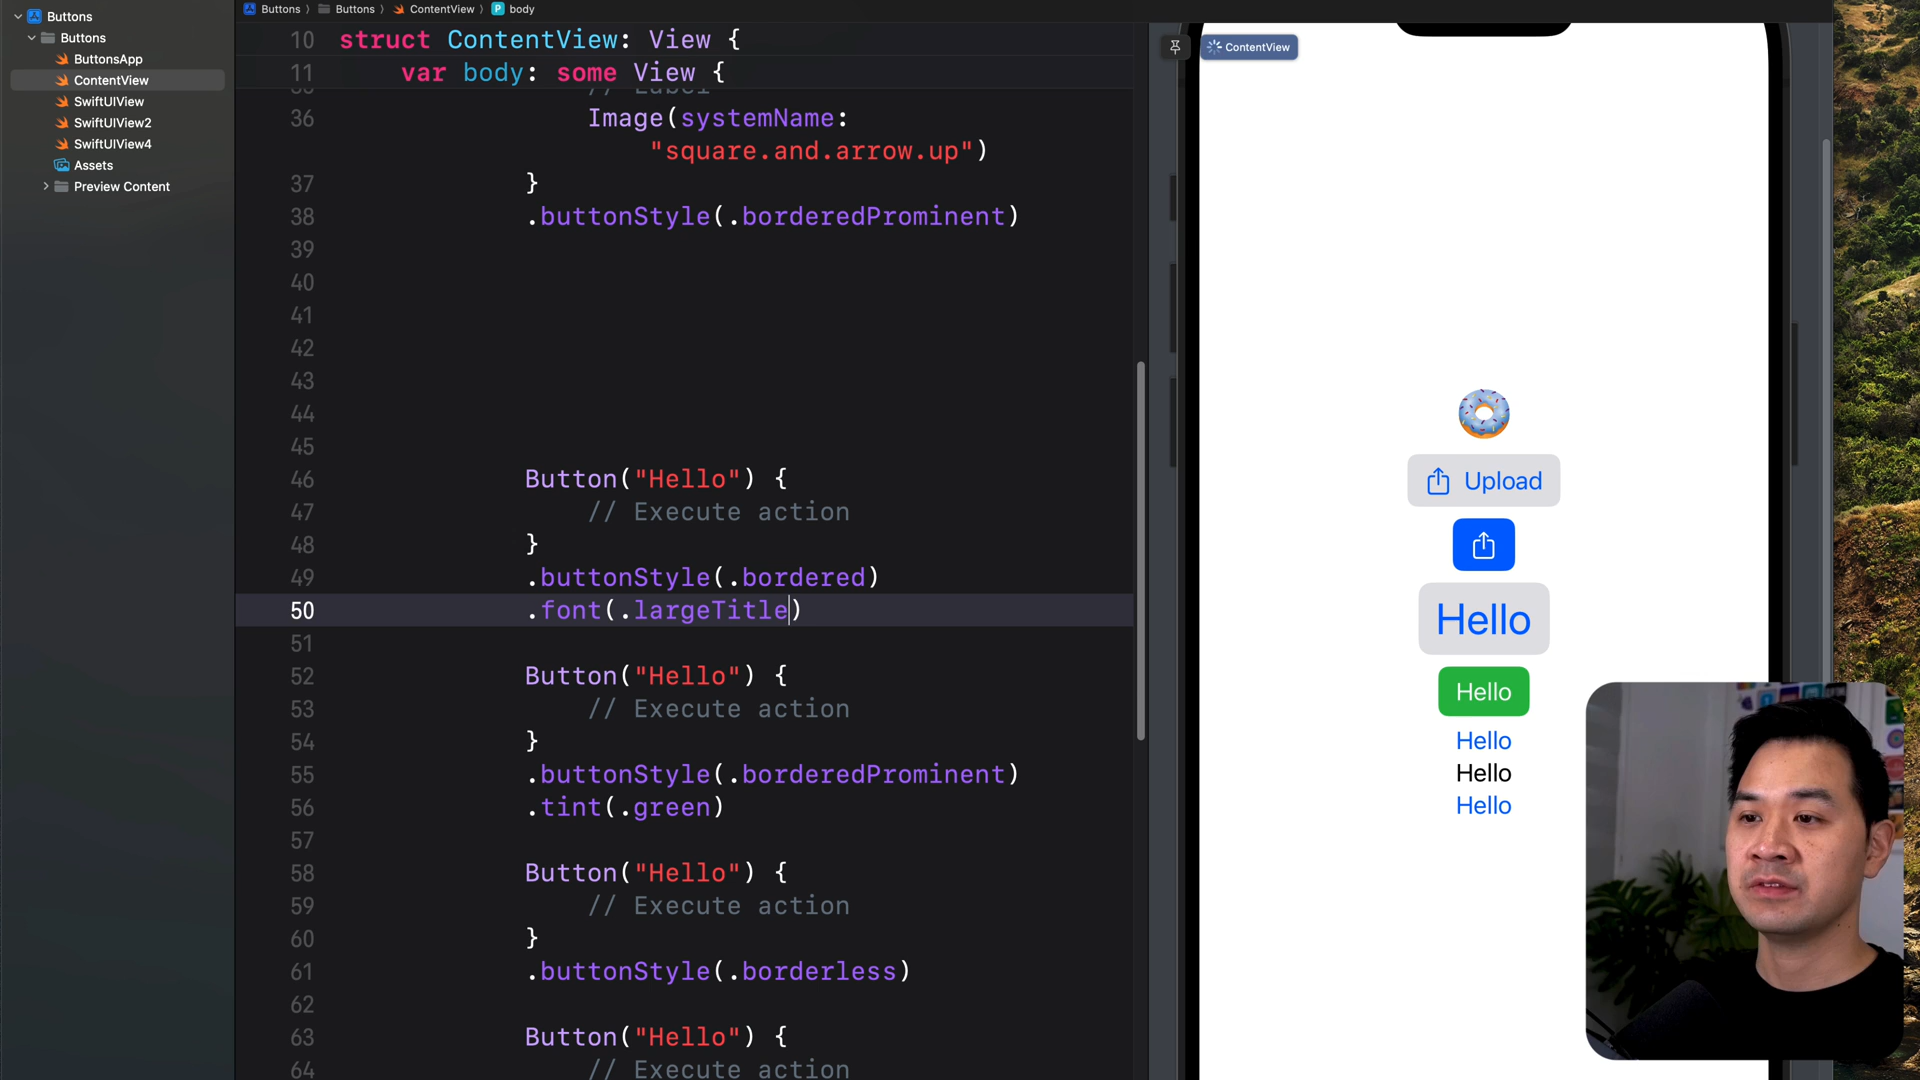 Buttons
Buttons
ButtonsApp
ContentView
SwiftUIView
SwiftUIView2
SwiftUIView4
Assets
Preview Content
Buttons 〉 Buttons 〉 ContentView 〉 P body
10 struct ContentView: View {
11 var body: some View {
// Label
36 Image(systemName:
"square.and.arrow.up")
37 }
38 .buttonStyle(.borderedProminent)
39
40
41
42
43
44
45
46 Button("Hello") {
47 // Execute action
48 }
49 .buttonStyle(.bordered)
50 .font(.largeTitle)
51
52 Button("Hello") {
53 // Execute action
54 }
55 .buttonStyle(.borderedProminent)
56 .tint(.green)
57
58 Button("Hello") {
59 // Execute action
60 }
61 .buttonStyle(.borderless)
62
63 Button("Hello") {
64 // Execute action
ContentView
Upload
Hello
Hello
Hello
Hello
Hello